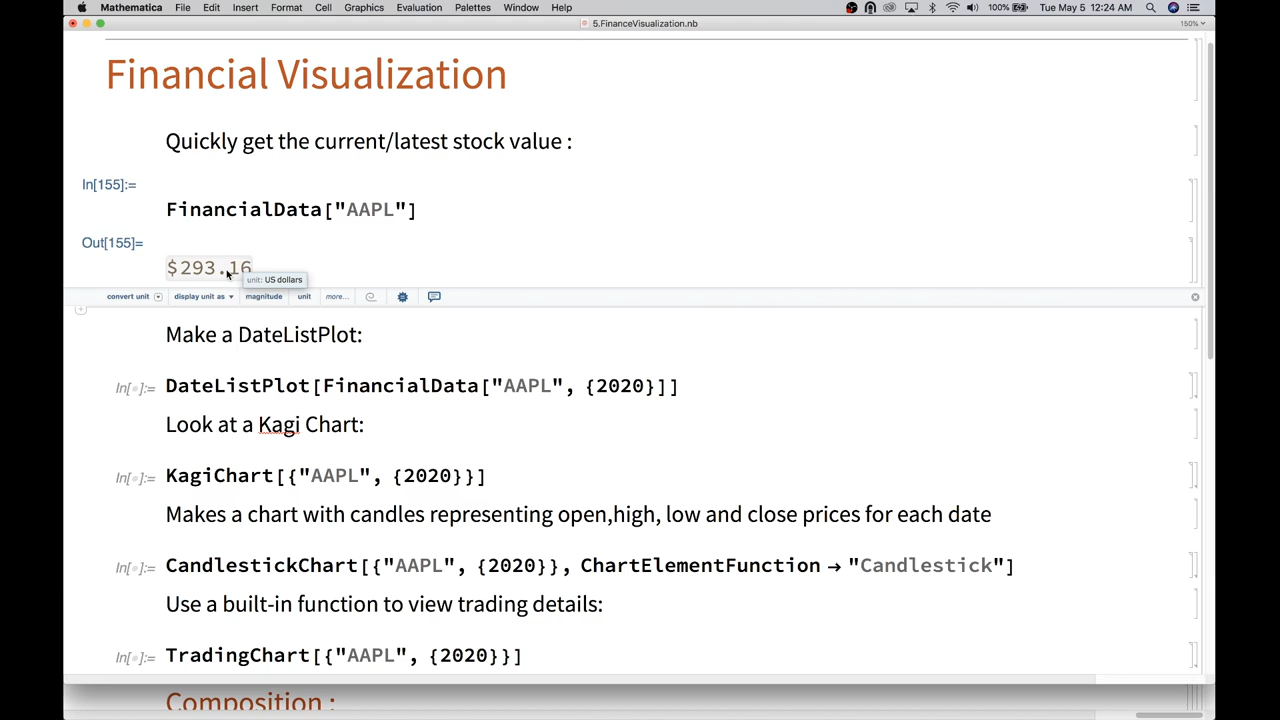 Mathematica File Edit Insert Format Cell Graphics Evaluation Palettes Window Help 100% Tue May 5 12:24 AM
5.FinanceVisualization.nb 150%
Financial Visualization
Quickly get the current/latest stock value :
In[155]:=
FinancialData["AAPL"]
Out[155]=
$293.16
unit: US dollars
convert unit display unit as magnitude unit more...
Make a DateListPlot:
In[•]:= DateListPlot[FinancialData["AAPL", {2020}]]
Look at a Kagi Chart:
In[•]:= KagiChart[{"AAPL", {2020}}]
Makes a chart with candles representing open,high, low and close prices for each date
In[•]:= CandlestickChart[{"AAPL", {2020}}, ChartElementFunction → "Candlestick"]
Use a built-in function to view trading details:
In[•]:= TradingChart[{"AAPL", {2020}}]
Composition :